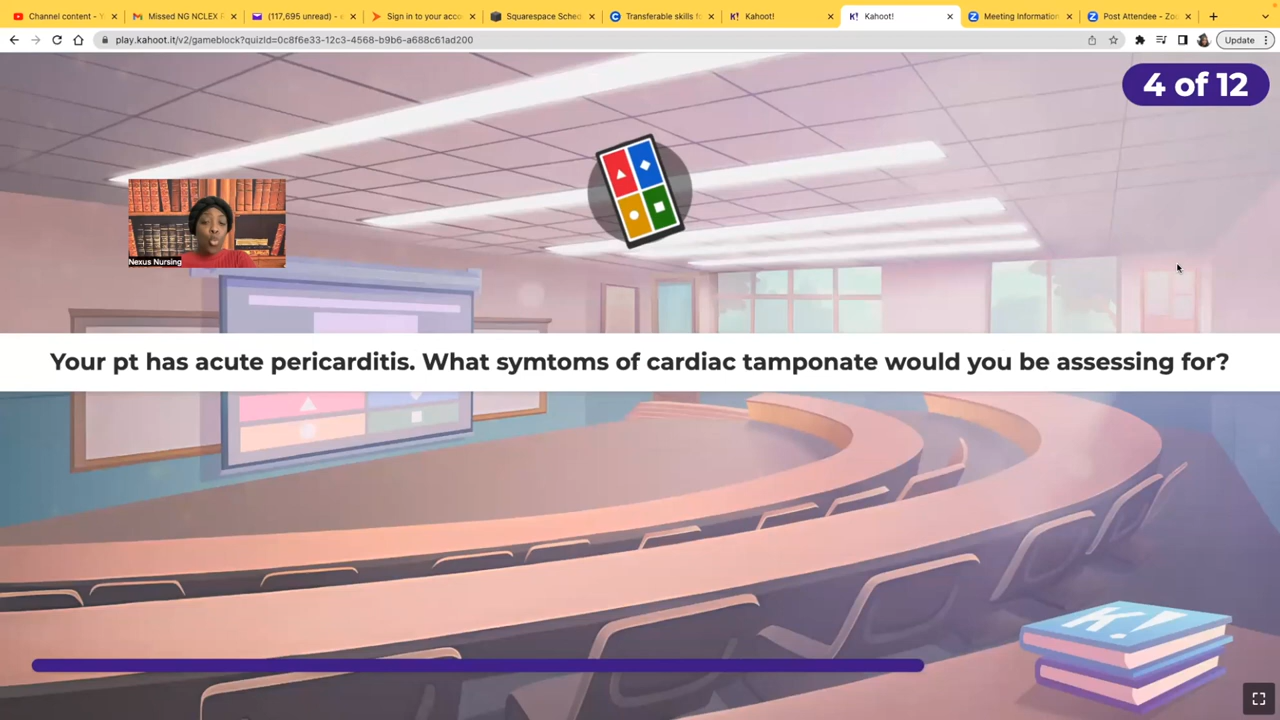 Channel content - Y
Missed NG NCLEX F
(117,695 unread) - e
Sign in to your acco
Squarespace Sched
Transferable skills fo
Kahoot!
Kahoot!
Meeting Information
Post Attendee - Zoo
play.kahoot.it/v2/gameblock?quizId=0c8f6e33-12c3-4568-b9b6-a688c61ad200
Update
4 of 12
Nexus Nursing
Your pt has acute pericarditis. What symtoms of cardiac tamponate would you be assessing for?
K!